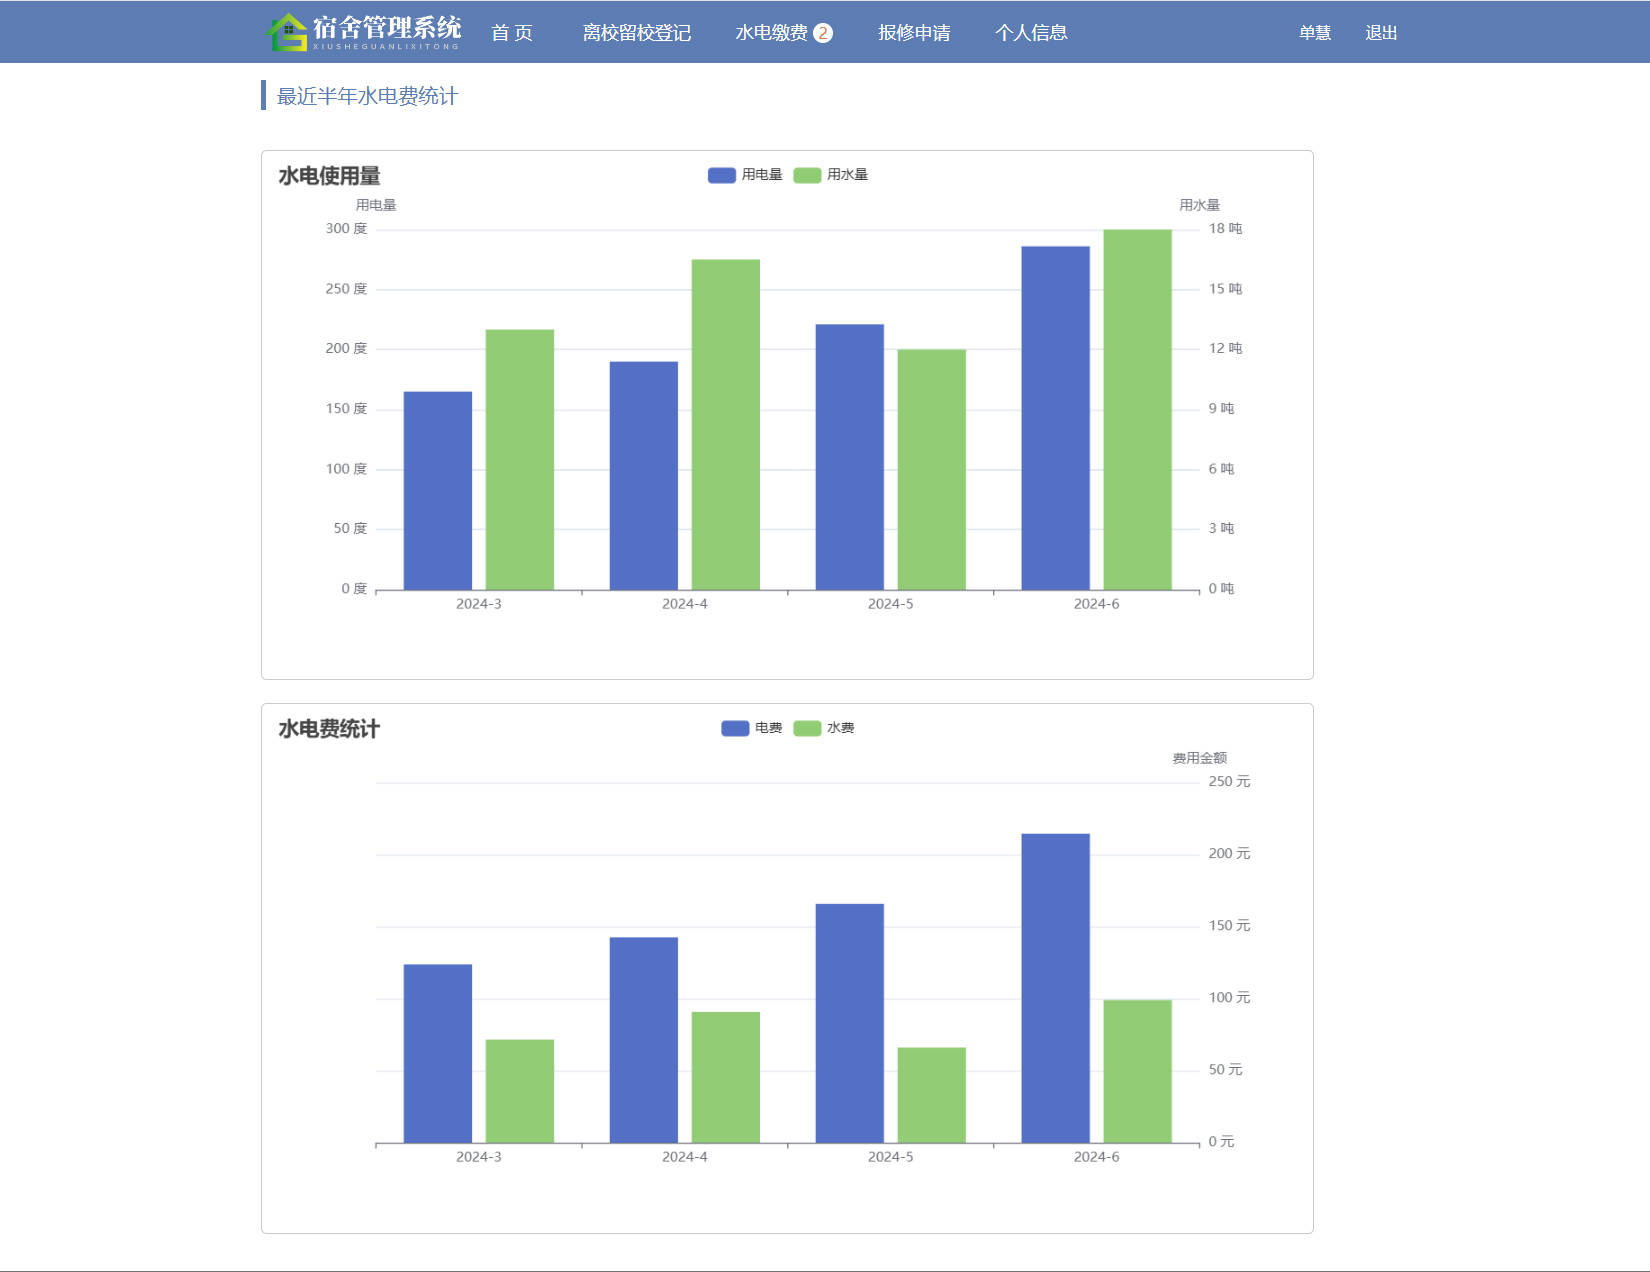 宿舍管理系统
XIUSHEGUANLIXITONG
首 页 离校留校登记 水电缴费 2 报修申请 个人信息 单慧 退出
最近半年水电费统计
水电使用量
用电量 用水量
用电量 用水量
300 度 18 吨
250 度 15 吨
200 度 12 吨
150 度 9 吨
100 度 6 吨
50 度 3 吨
0 度 0 吨
2024-3 2024-4 2024-5 2024-6
水电费统计
电费 水费
费用金额
250 元
200 元
150 元
100 元
50 元
0 元
2024-3 2024-4 2024-5 2024-6